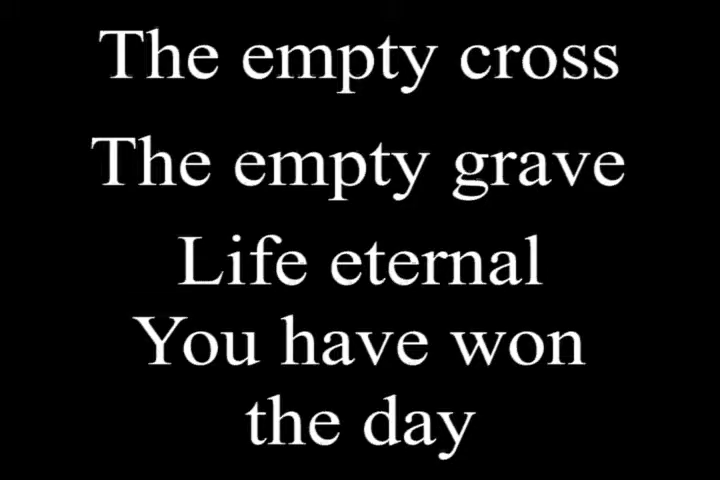 The empty cross
The empty grave
Life eternal
You have won
the day